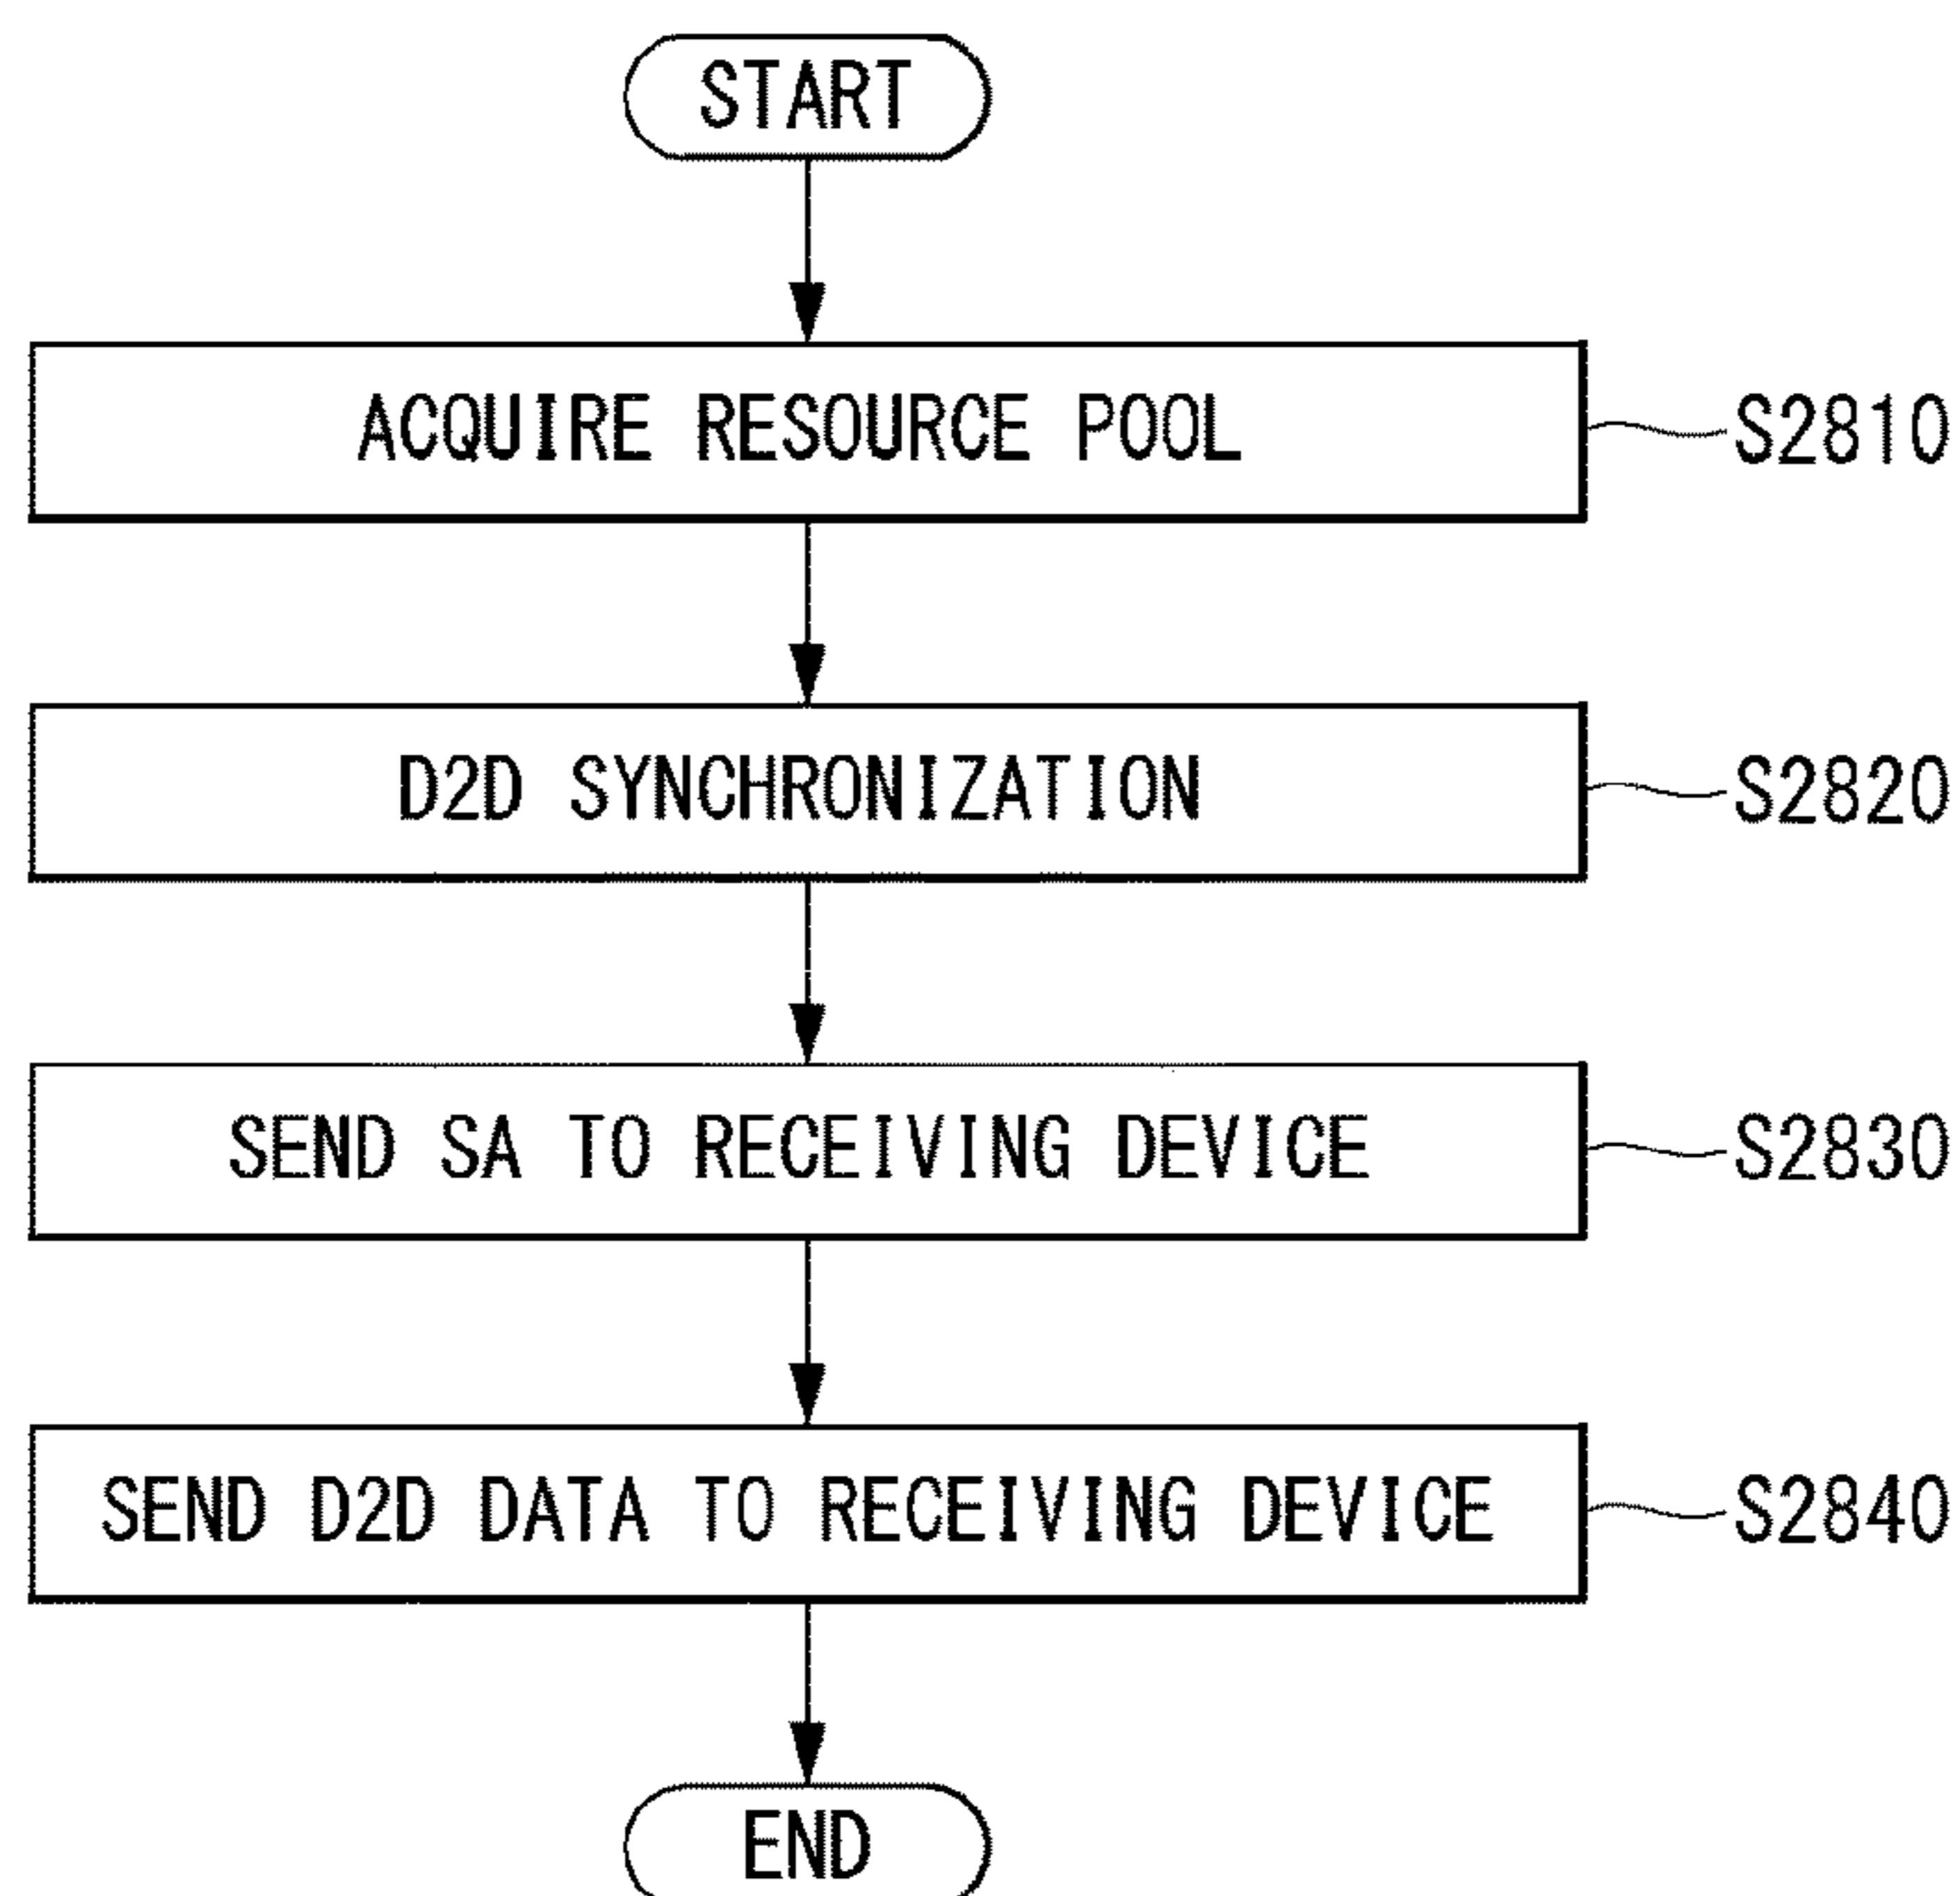 START
ACQUIRE RESOURCE POOL
S2810
D2D SYNCHRONIZATION
S2820
SEND SA TO RECEIVING DEVICE
S2830
SEND D2D DATA TO RECEIVING DEVICE
S2840
END